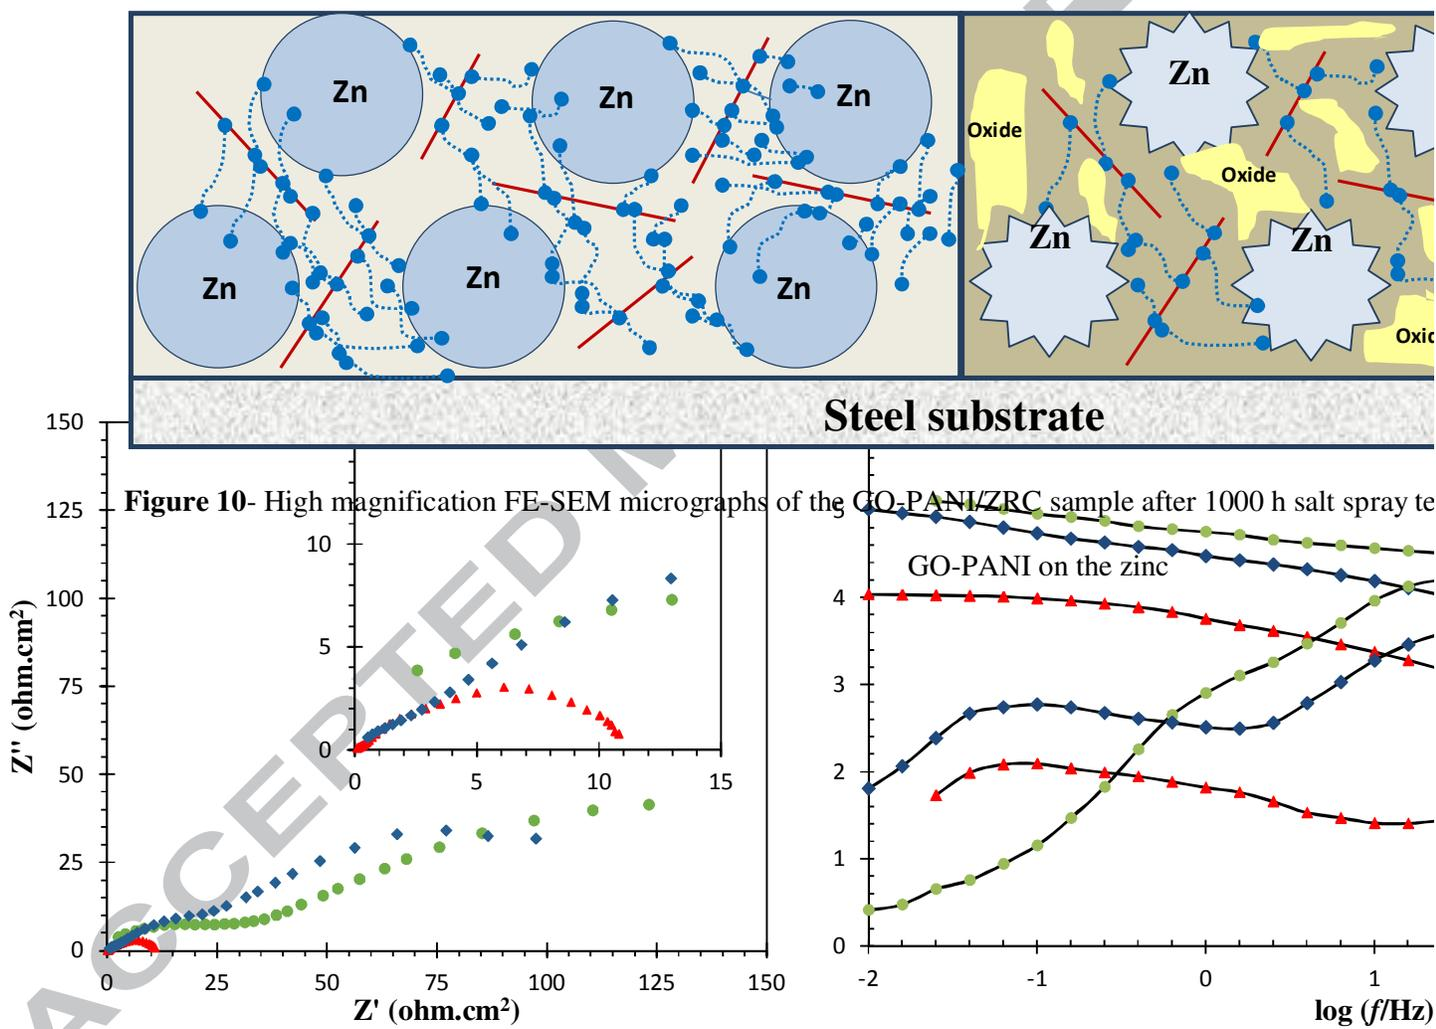 Zn
Zn
Zn
Zn
Zn
Zn
Zn
Zn
Zn
Zn
Oxide
Oxide
Steel substrate
Figure 10- High magnification FE-SEM micrographs of the GO-PANI/ZRC sample after 1000 h salt spray
GO-PANI on the zinc
150
125
100
75
50
25
0
Z'' (ohm.cm²)
10
5
0
0 5 10 15
0 25 50 75 100 125 150
Z' (ohm.cm²)
5
4
3
2
1
0
-2 -1 0 1
log (f/Hz)
ACCEPTED